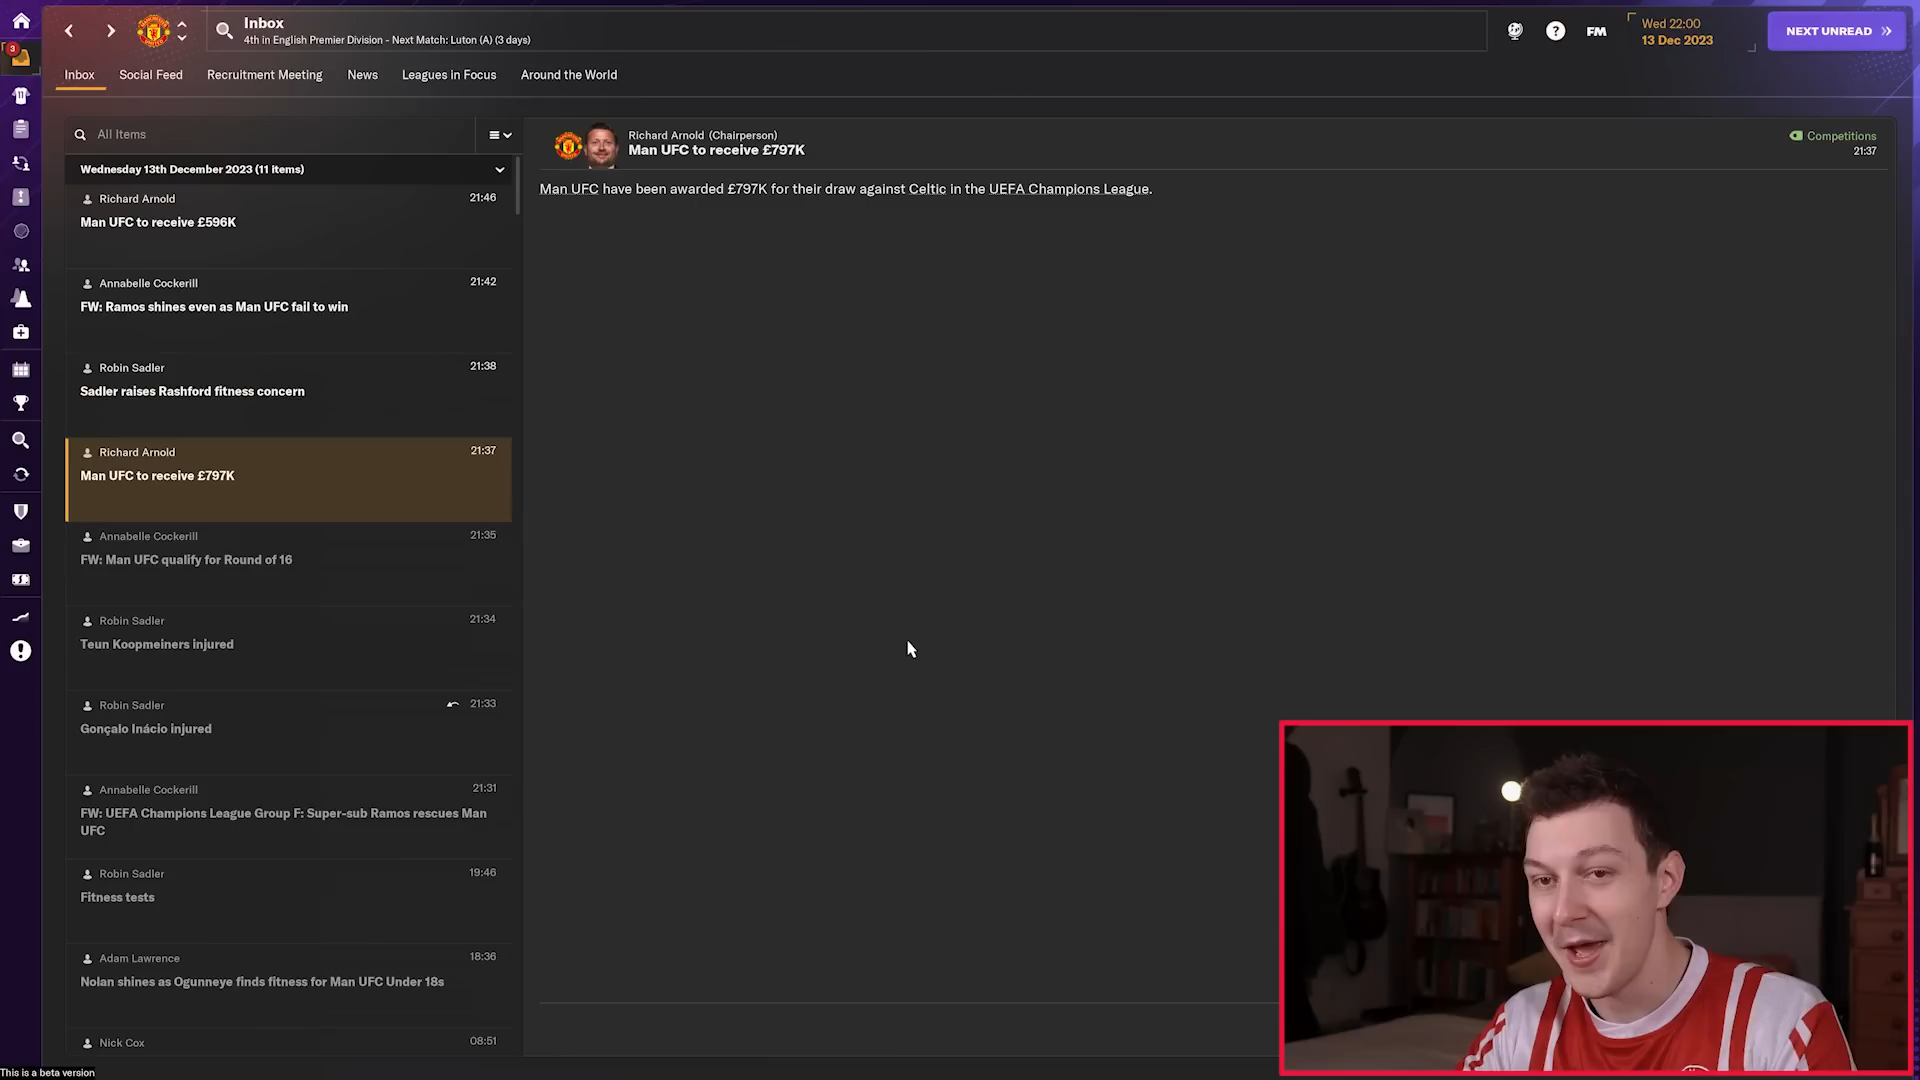 Inbox
4th in English Premier Division - Next Match: Luton (A) (3 days)
FM
Wed 22:00
13 Dec 2023
NEXT UNREAD
3
Inbox
Social Feed
Recruitment Meeting
News
Leagues in Focus
Around the World
All Items
Wednesday 13th December 2023 (11 Items)
Richard Arnold
21:46
Man UFC to receive £596K
Annabelle Cockerill
21:42
FW: Ramos shines even as Man UFC fail to win
Robin Sadler
21:38
Sadler raises Rashford fitness concern
Richard Arnold
21:37
Man UFC to receive £797K
Annabelle Cockerill
21:35
FW: Man UFC qualify for Round of 16
Robin Sadler
21:34
Teun Koopmeiners injured
Robin Sadler
21:33
Gonçalo Inácio injured
Annabelle Cockerill
21:31
FW: UEFA Champions League Group F: Super-sub Ramos rescues Man
UFC
Robin Sadler
19:46
Fitness tests
Adam Lawrence
18:36
Nolan shines as Ogunneye finds fitness for Man UFC Under 18s
Nick Cox
08:51
Richard Arnold (Chairperson)
Man UFC to receive £797K
Competitions
21:37
Man UFC have been awarded £797K for their draw against Celtic in the UEFA Champions League.
This is a beta version